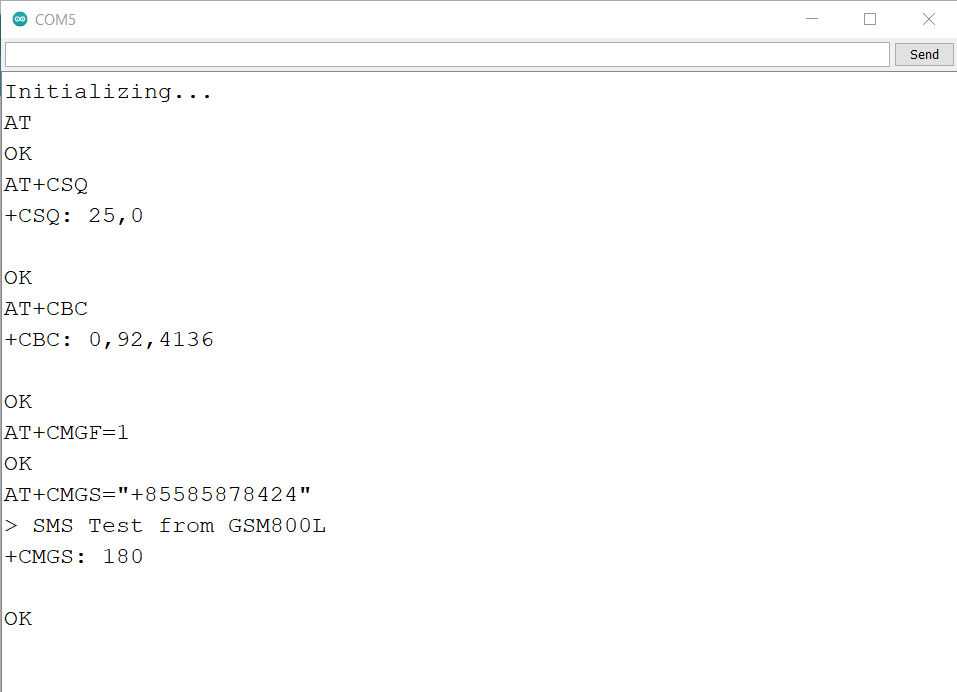 COM5
Send
Initializing...
AT
OK
AT+CSQ
+CSQ: 25,0
OK
AT+CBC
+CBC: 0,92,4136
OK
AT+CMGF=1
OK
AT+CMGS="+85585878424"
> SMS Test from GSM800L
+CMGS: 180
OK